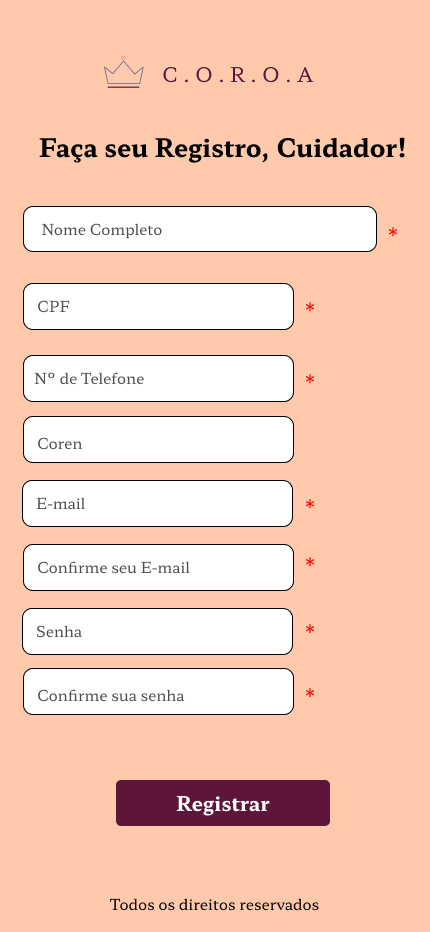 C.O.R.O.A
Faça seu Registro, Cuidador!
Nome Completo *
CPF *
Nº de Telefone *
Coren
E-mail *
Confirme seu E-mail *
Senha *
Confirme sua senha *
Registrar
Todos os direitos reservados